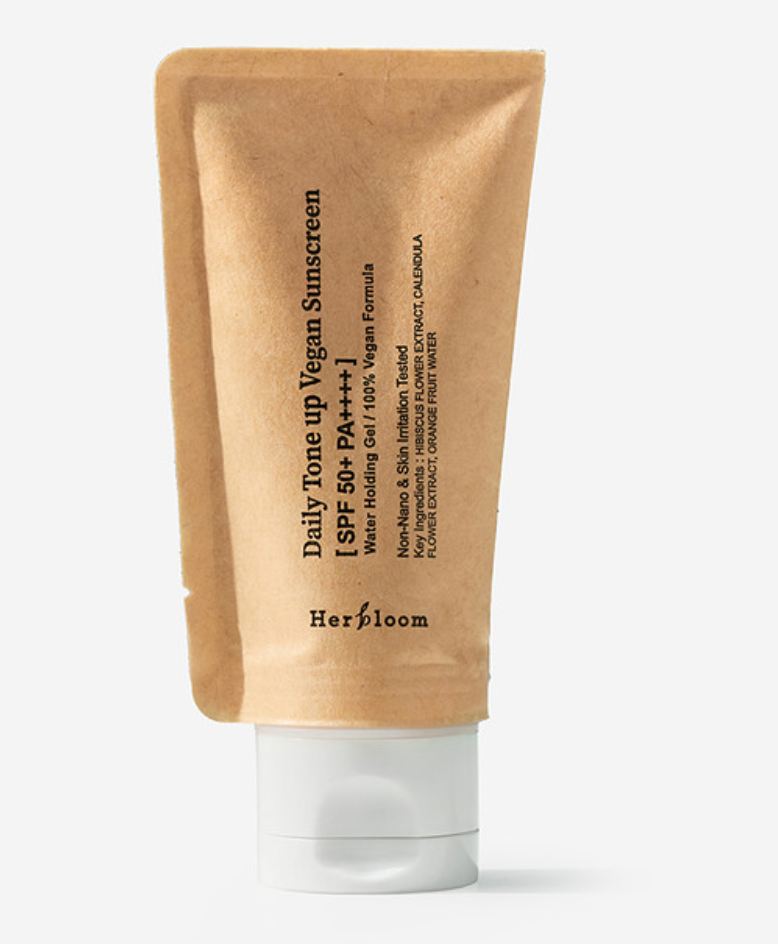 Daily Tone up Vegan Sunscreen
[ SPF 50+ PA++++ ]
Water Holding Gel / 100% Vegan Formula
Non-Nano & Skin Irritation Tested
Key Ingredients : HIBISCUS FLOWER EXTRACT, CALENDULA
FLOWER EXTRACT, ORANGE FRUIT WATER
Herbloom